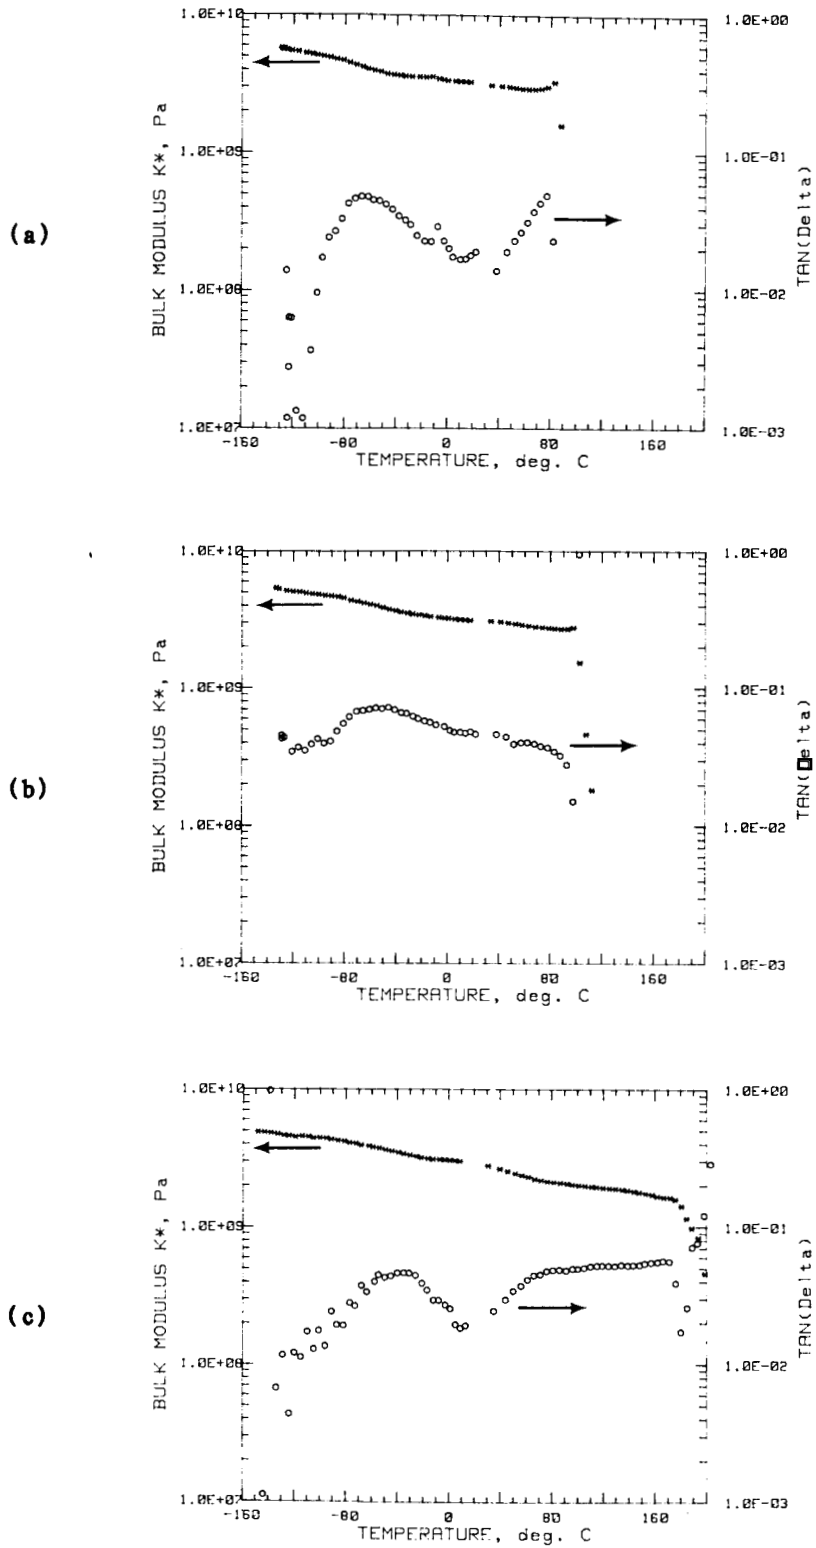 1.0E+10
1.0E+00
BULK MODULUS K*, Pa
1.0E+09
1.0E-01
(a)
TAN(Delta)
1.0E+08
1.0E-02
1.0E+07
1.0E-03
-160
-80
0
80
160
TEMPERATURE, deg. C
1.0E+10
1.0E+00
BULK MODULUS K*, Pa
1.0E+09
1.0E-01
(b)
TAN(Delta)
1.0E+08
1.0E-02
1.0E+07
1.0E-03
-160
-80
0
80
160
TEMPERATURE, deg. C
1.0E+10
1.0E+00
BULK MODULUS K*, Pa
1.0E+09
1.0E-01
(c)
TAN(Delta)
1.0E+08
1.0E-02
1.0E+07
1.0E-03
-160
-80
0
80
160
TEMPERATURE, deg. C